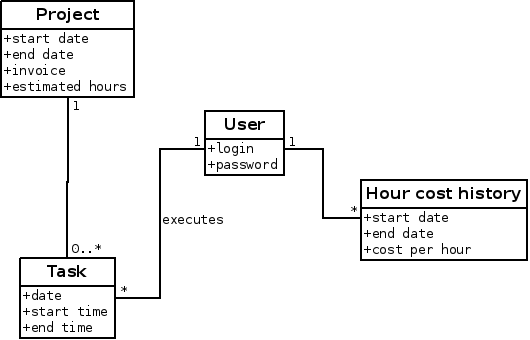 Project
+start date
+end date
+invoice
+estimated hours
1
User
+login
+password
1
1
Hour cost history
+start date
+end date
+cost per hour
*
executes
0..*
*
Task
+date
+start time
+end time